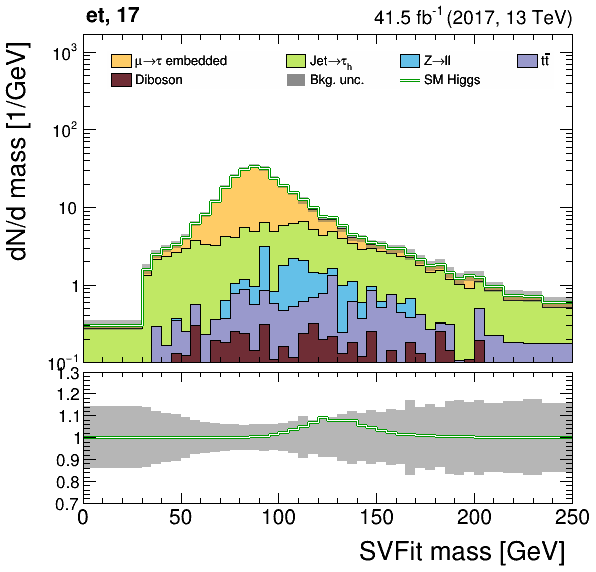 et, 17 41.5 fb⁻¹ (2017, 13 TeV)
μ→τ embedded Jet→τₕ Z→ll tt̄
Diboson Bkg. unc. SM Higgs
dN/d mass [1/GeV]
10³
10²
10
1
10⁻¹
1.3
1.2
1.1
1
0.9
0.8
0.7
0 50 100 150 200 250
SVFit mass [GeV]